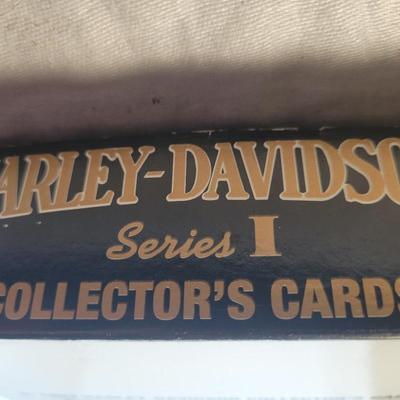 ARLEY-DAVIDSO
Series I
COLLECTOR'S CARDS